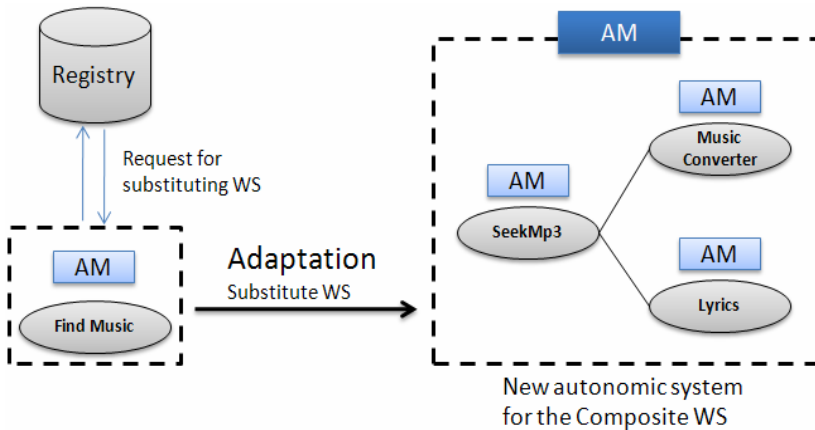 Registry
Request for
substituting WS
AM
Find Music
Adaptation
Substitute WS
AM
AM
SeekMp3
AM
Music
Converter
AM
Lyrics
New autonomic system
for the Composite WS